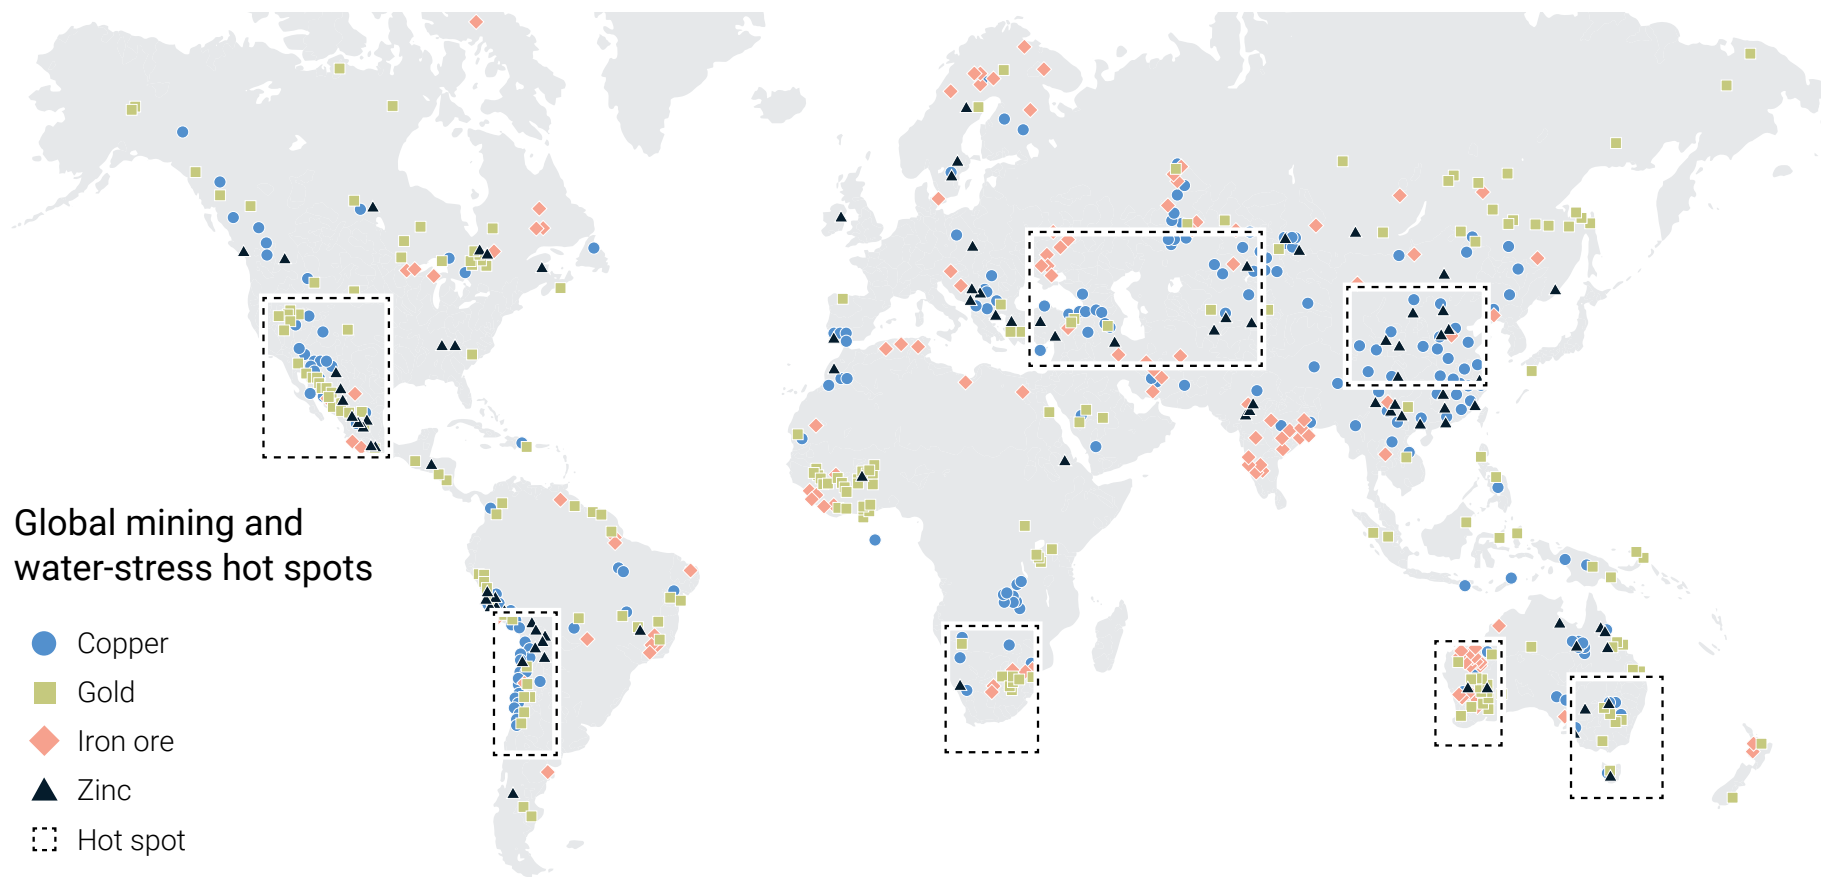 Global mining and
water-stress hot spots
Copper
Gold
Iron ore
Zinc
Hot spot